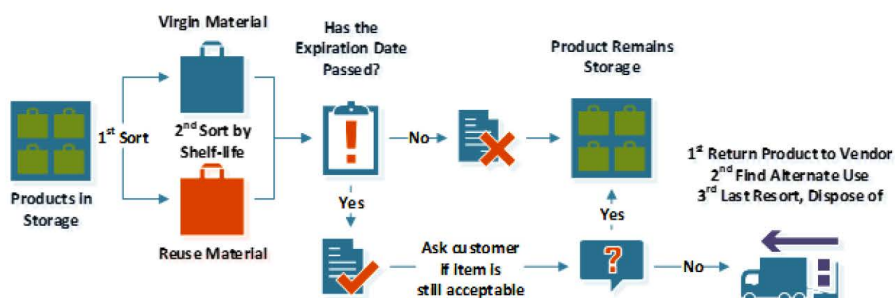 Virgin Material
Has the
Expiration Date
Passed?
Product Remains
Storage
1st Sort
2nd Sort by
Shelf-life
No
Products in
Storage
Reuse Material
Yes
Ask customer
if Item is
still acceptable
Yes
No
1st Return Product to Vendor
2nd Find Alternate Use
3rd Last Resort, Dispose of